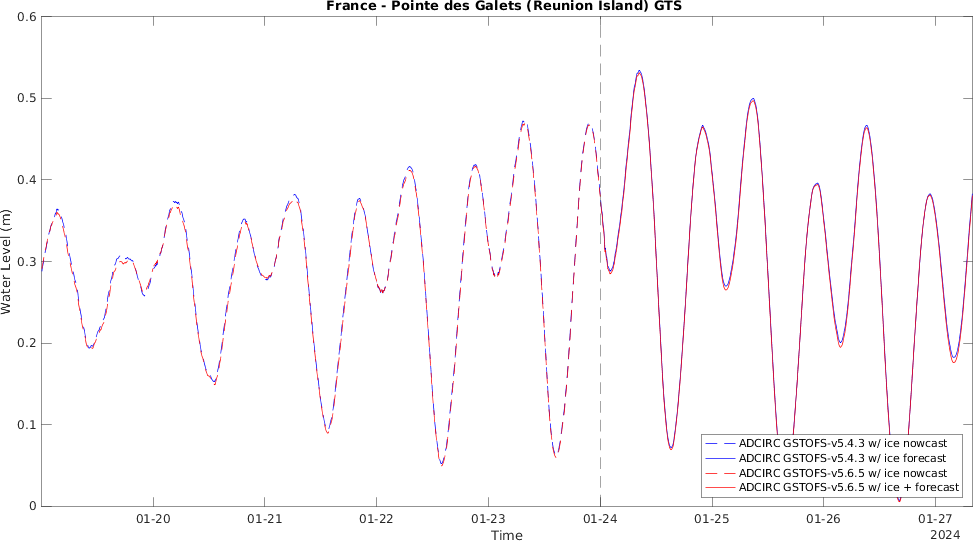 France - Pointe des Galets (Reunion Island) GTS
0.6
0.5
0.4
0.3
0.2
0.1
0
Water Level (m)
ADCIRC GSTOFS-v5.4.3 w/ ice nowcast
ADCIRC GSTOFS-v5.4.3 w/ ice forecast
ADCIRC GSTOFS-v5.6.5 w/ ice nowcast
ADCIRC GSTOFS-v5.6.5 w/ ice + forecast
01-20 01-21 01-22 01-23 01-24 01-25 01-26 01-27
Time
2024